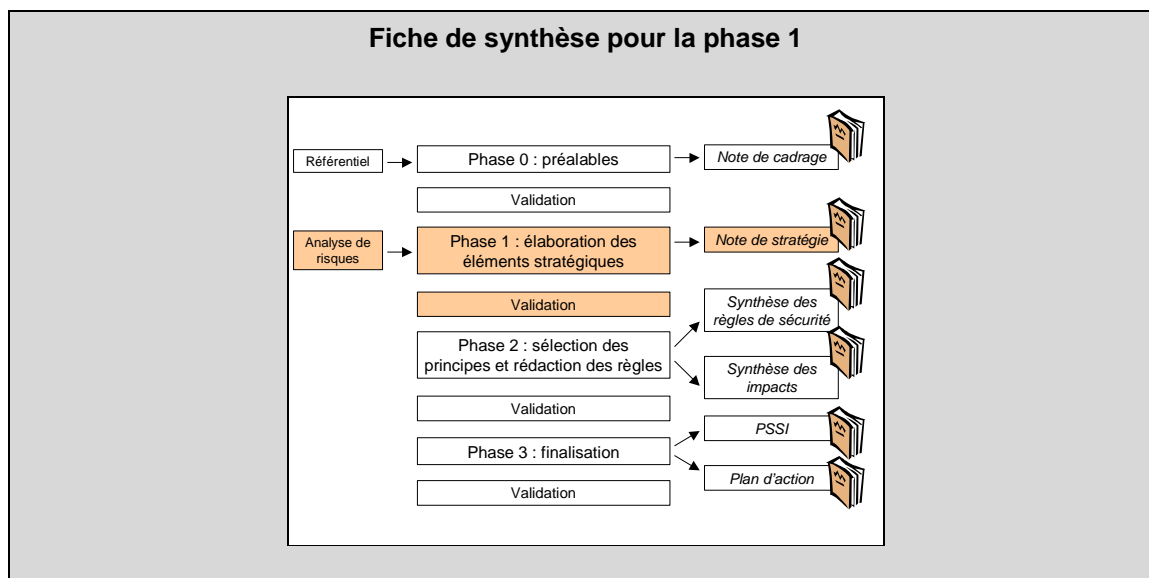 Fiche de synthèse pour la phase 1
Référentiel
Phase 0 : préalables
Note de cadrage
Validation
Analyse de
risques
Phase 1 : élaboration des
éléments stratégiques
Note de stratégie
Validation
Synthèse des
règles de sécurité
Phase 2 : sélection des
principes et rédaction des règles
Synthèse des
impacts
Validation
PSSI
Phase 3 : finalisation
Plan d'action
Validation